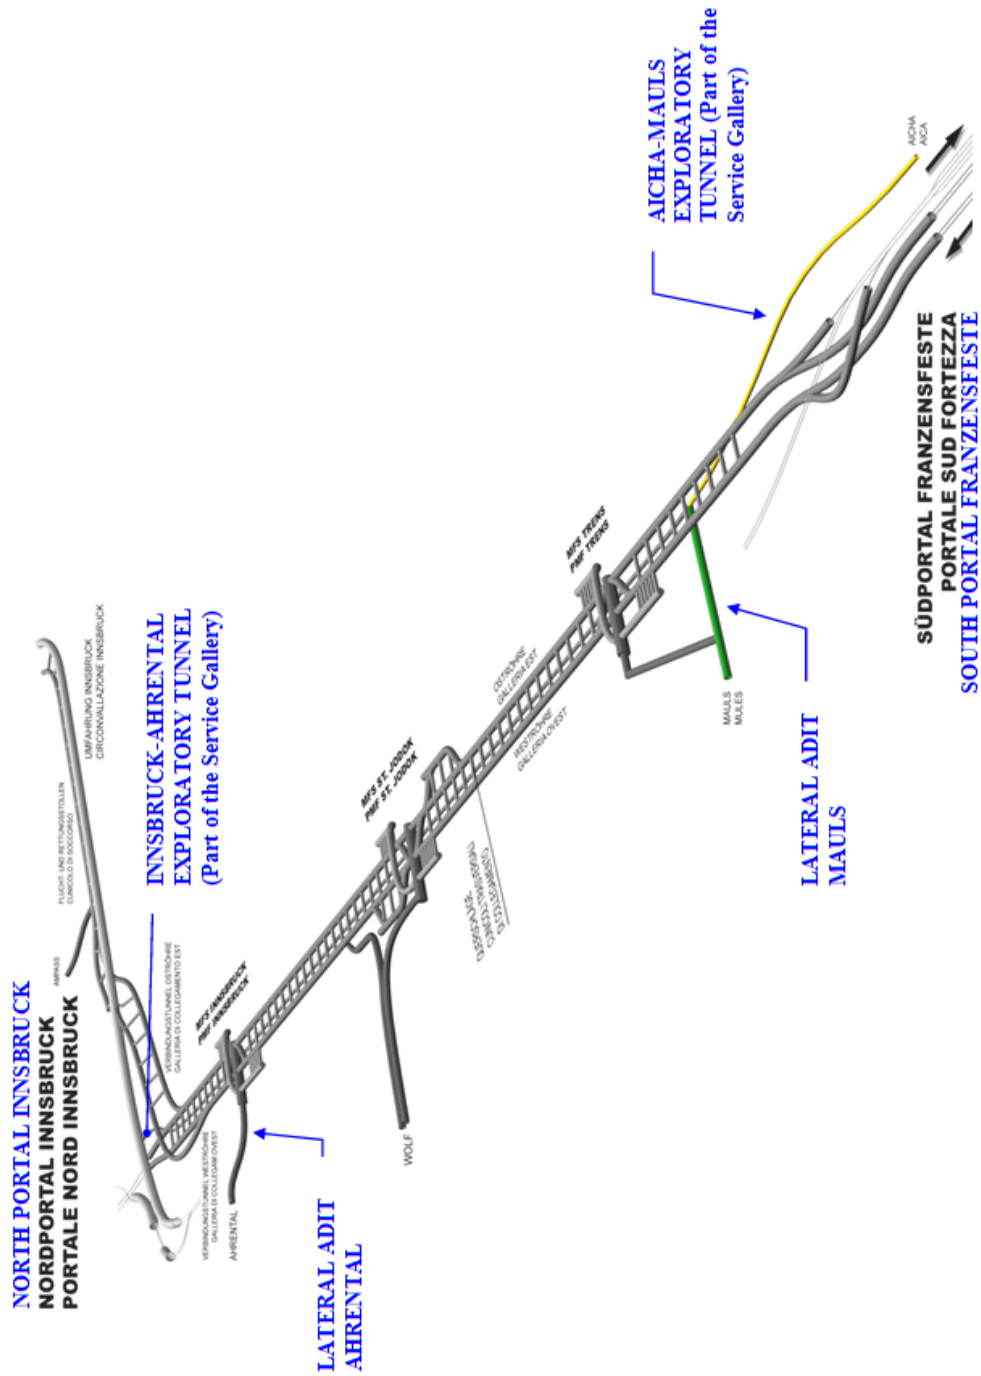 NORTH PORTAL INNSBRUCK
NORDPORTAL INNSBRUCK
PORTALE NORD INNSBRUCK
AMPASS
FLUCHT- UND RETTUNGSSTOLLEN
CUNICOLO DI SOCCORSO
UMFAHRUNG INNSBRUCK
CIRCONVALLAZIONE INNSBRUCK
INNSBRUCK-AHRENTAL
EXPLORATORY TUNNEL
(Part of the Service Gallery)
VERBINDUNGSTUNNEL OSTRÖHRE
GALLERIA DI COLLEGAMENTO EST
VERBINDUNGSTUNNEL WESTRÖHRE
GALLERIA DI COLLEGAM OVEST
AHRENTAL
MFS INNSBRUCK
PMF INNSBRUCK
LATERAL ADIT
AHRENTAL
WOLF
MFS ST. JODOK
PMF ST. JODOK
OSTRÖHRE
GALLERIA EST
WESTRÖHRE
GALLERIA OVEST
MFS TRENS
PMF TRENS
MAULS
MULES
LATERAL ADIT
MAULS
AICHA-MAULS
EXPLORATORY
TUNNEL (Part of the
Service Gallery)
AICHA
AICA
SÜDPORTAL FRANZENSFESTE
PORTALE SUD FORTEZZA
SOUTH PORTAL FRANZENSFESTE